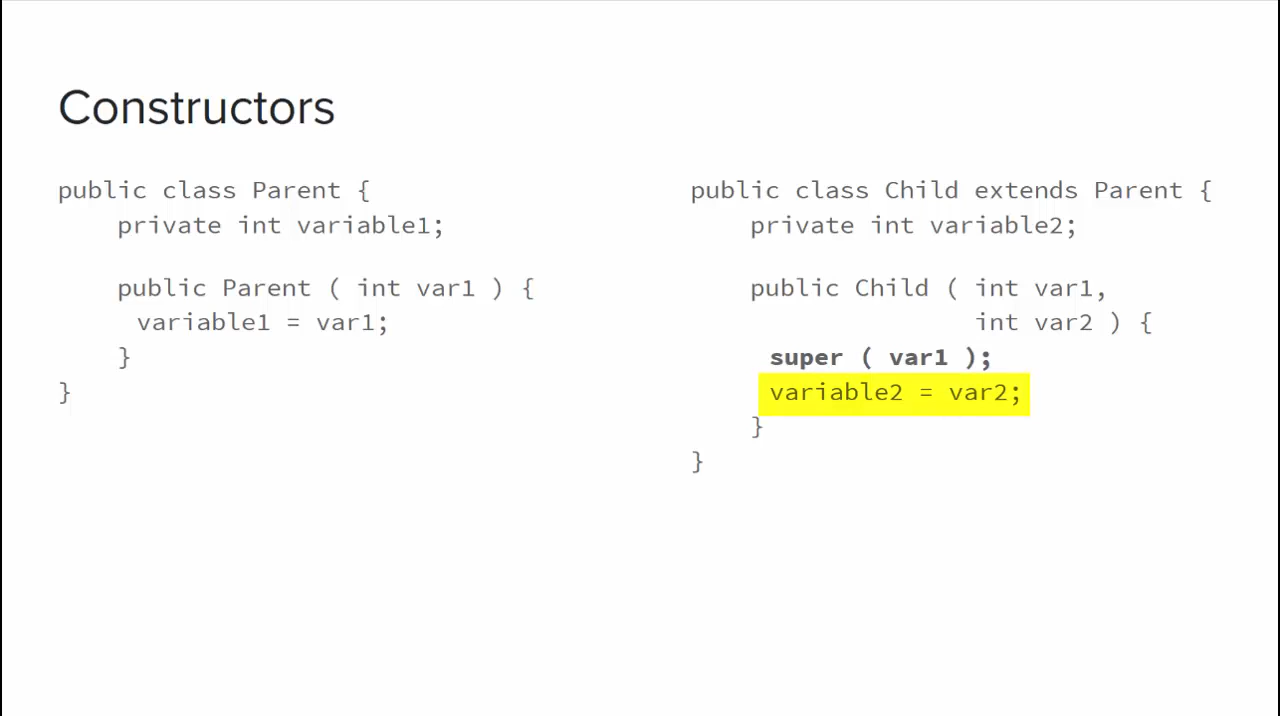 Constructors
public class Parent {
    private int variable1;
    public Parent ( int var1 ) {
     variable1 = var1;
    }
}
public class Child extends Parent {
    private int variable2;
    public Child ( int var1,
                   int var2 ) {
     super ( var1 );
     variable2 = var2;
    }
}